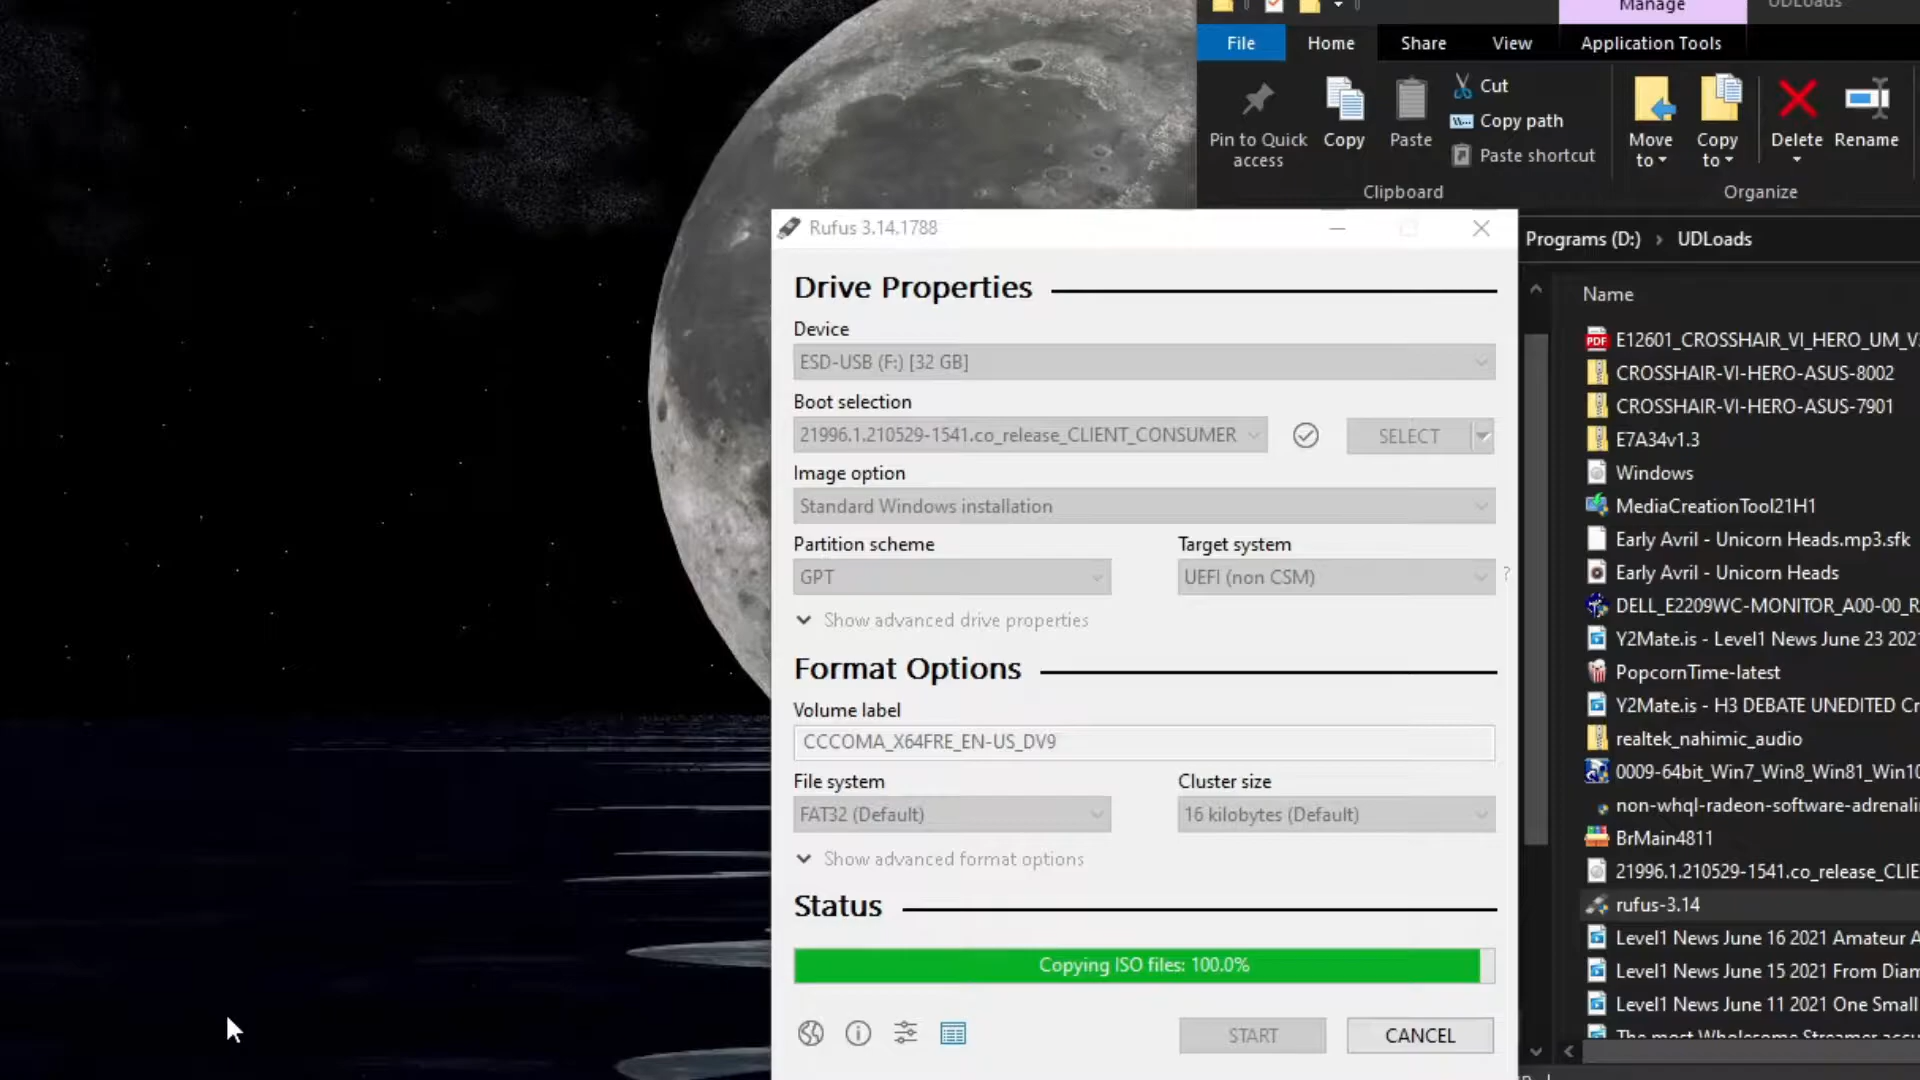 Manage
UDLoads
File
Home
Share
View
Application Tools
Pin to Quick
access
Copy
Paste
Cut
Copy path
Paste shortcut
Move
to
Copy
to
Delete
Rename
Clipboard
Organize
Rufus 3.14.1788
Drive Properties
Device
ESD-USB (F:) [32 GB]
Boot selection
21996.1.210529-1541.co_release_CLIENT_CONSUMER
SELECT
Image option
Standard Windows installation
Partition scheme
Target system
GPT
UEFI (non CSM)
?
Show advanced drive properties
Format Options
Volume label
CCCOMA_X64FRE_EN-US_DV9
File system
Cluster size
FAT32 (Default)
16 kilobytes (Default)
Show advanced format options
Status
Copying ISO files: 100.0%
START
CANCEL
Programs (D:) › UDLoads
Name
E12601_CROSSHAIR_VI_HERO_UM_V
CROSSHAIR-VI-HERO-ASUS-8002
CROSSHAIR-VI-HERO-ASUS-7901
E7A34v1.3
Windows
MediaCreationTool21H1
Early Avril - Unicorn Heads.mp3.sfk
Early Avril - Unicorn Heads
DELL_E2209WC-MONITOR_A00-00_R
Y2Mate.is - Level1 News June 23 202
PopcornTime-latest
Y2Mate.is - H3 DEBATE UNEDITED Cr
realtek_nahimic_audio
0009-64bit_Win7_Win8_Win81_Win10
non-whql-radeon-software-adrenali
BrMain4811
21996.1.210529-1541.co_release_CLIE
rufus-3.14
Level1 News June 16 2021 Amateur A
Level1 News June 15 2021 From Diam
Level1 News June 11 2021 One Small
The most Wholesome Streamer accu